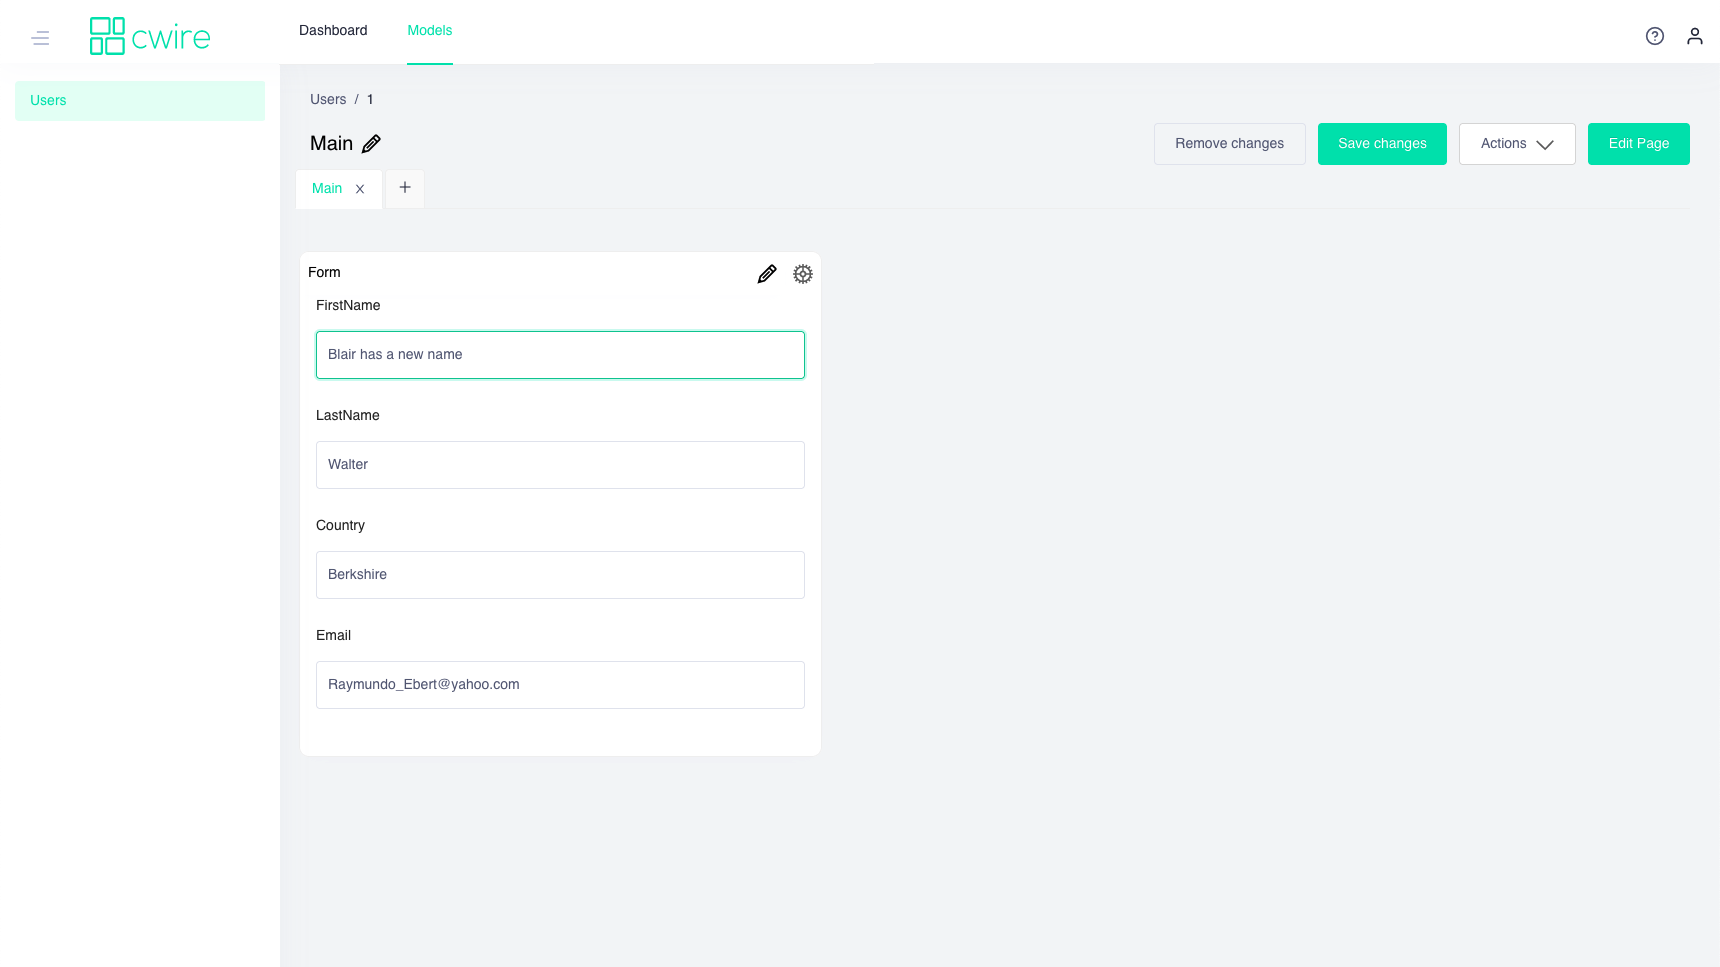 cwire
Dashboard Models
Users
Users / 1
Main
Remove changes Save changes Actions Edit Page
Main
Form
FirstName
Blair has a new name
LastName
Walter
Country
Berkshire
Email
Raymundo_Ebert@yahoo.com